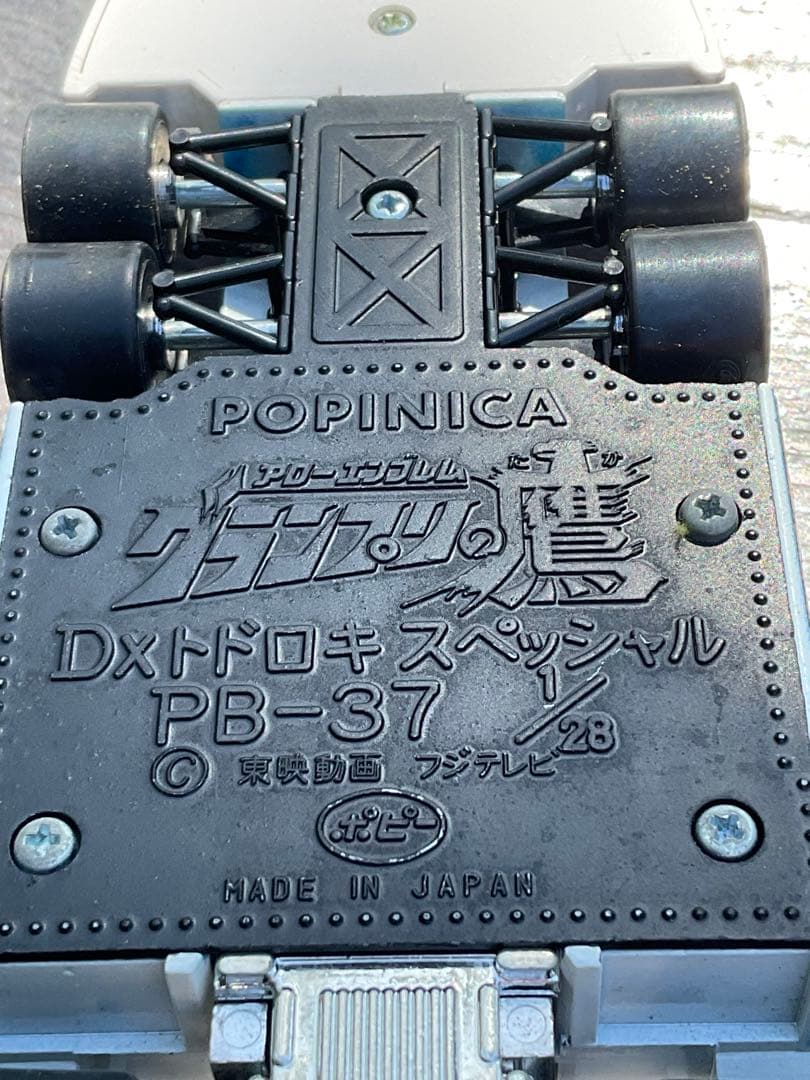 POPINICA
アローエンブレム
たか
グランプリの鷹
DXトドロキスペッシャル
PB-37 1/28
© 東映動画 フジテレビ
ポピー
MADE IN JAPAN